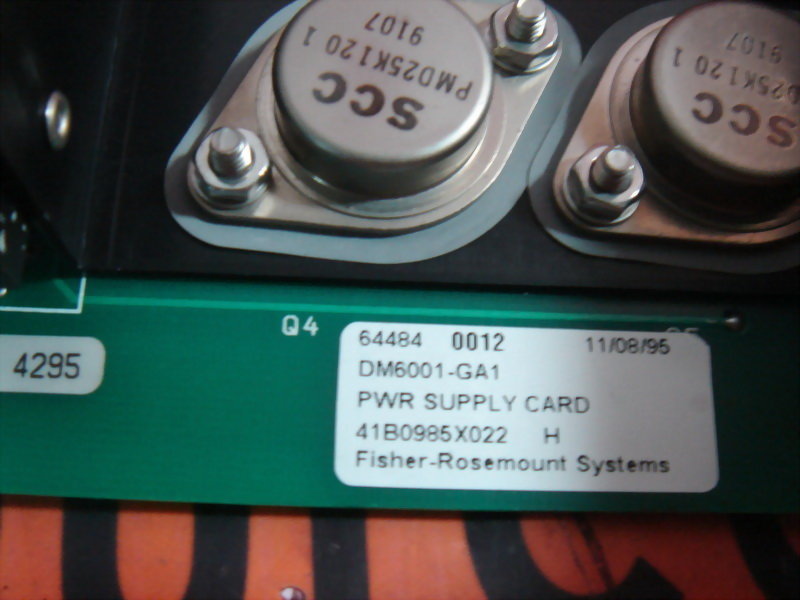 SCC
PMD25K120 1
9107
SCC
D25K120 1
9107
Q4
4295
64484 0012 11/08/95
DM6001-GA1
PWR SUPPLY CARD
41B0985X022 H
Fisher-Rosemount Systems